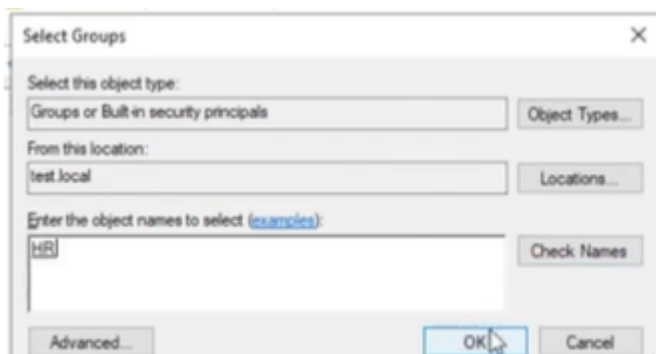 Select Groups
Select this object type:
Groups or Built-in security principals
Object Types...
From this location:
test.local
Locations...
Enter the object names to select (examples):
HR
Check Names
Advanced...
OK
Cancel